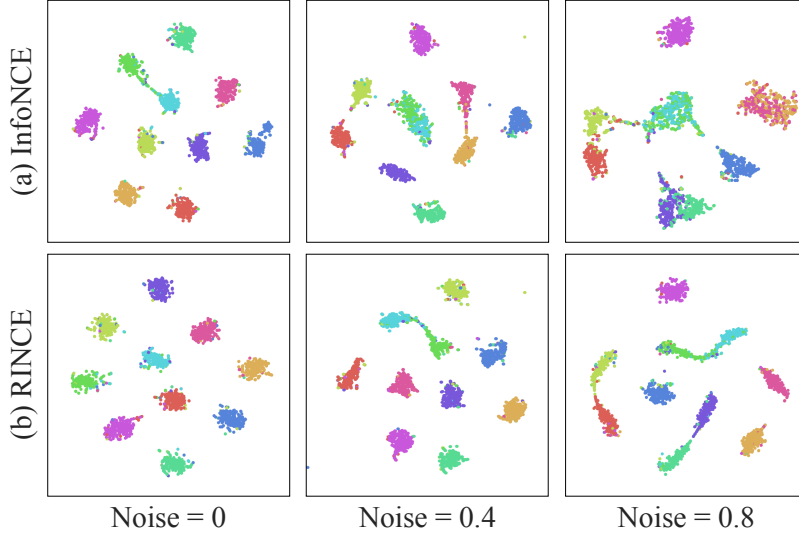 (a) InfoNCE
(b) RINCE
Noise = 0
Noise = 0.4
Noise = 0.8